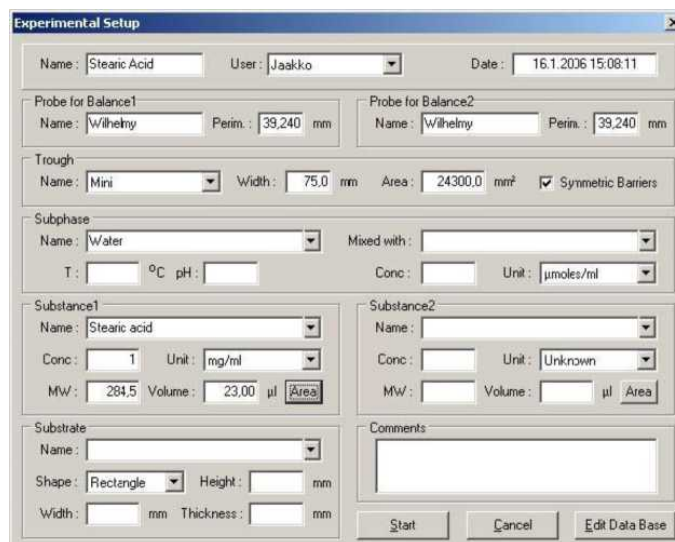 Experimental Setup
Name : Stearic Acid User : Jaakko Date : 16.1.2006 15:08:11
Probe for Balance1 Probe for Balance2
Name : Wilhelmy Perim. : 39,240 mm Name : Wilhelmy Perim. : 39,240 mm
Trough
Name : Mini Width : 75,0 mm Area : 24300,0 mm² Symmetric Barriers
Subphase
Name : Water Mixed with :
T : ºC pH : Conc : Unit : µmoles/ml
Substance1 Substance2
Name : Stearic acid Name :
Conc : 1 Unit : mg/ml Conc : Unit : Unknown
MW : 284,5 Volume : 23,00 µl Area MW : Volume : µl Area
Substrate Comments
Name :
Shape : Rectangle Height : mm
Width : mm Thickness : mm Start Cancel Edit Data Base